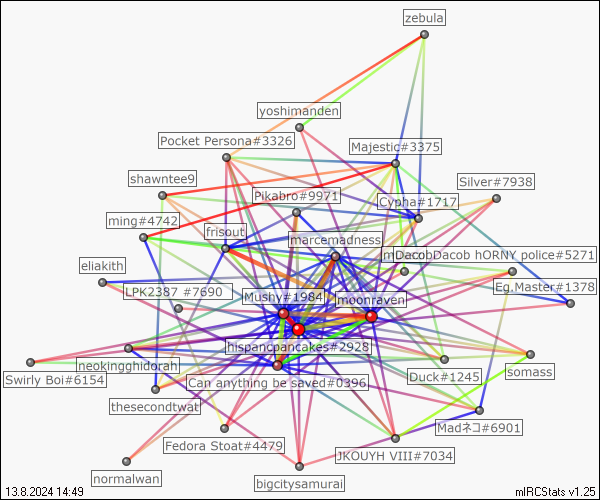 zebula
yoshimanden
Pocket Persona#3326
Majestic#3375
shawntee9
Silver#7938
Pikabro#9971
Cypha#1717
ming#4742
frisout
marcemadness
DacobDacob hORNY police#5271
eliakith
Eg.Master#1378
LPK2387 #7690
Mushy#1984
moonraven
hispancpancakes#2928
neokingghidorah
Swirly Boi#6154
Can anything be saved#0396
Duck#1245
somass
thesecondtwat
Madネコ#6901
Fedora Stoat#4479
JKOUYH VIII#7034
normalwan
bigcitysamurai
13.8.2024 14:49
mIRCStats v1.25